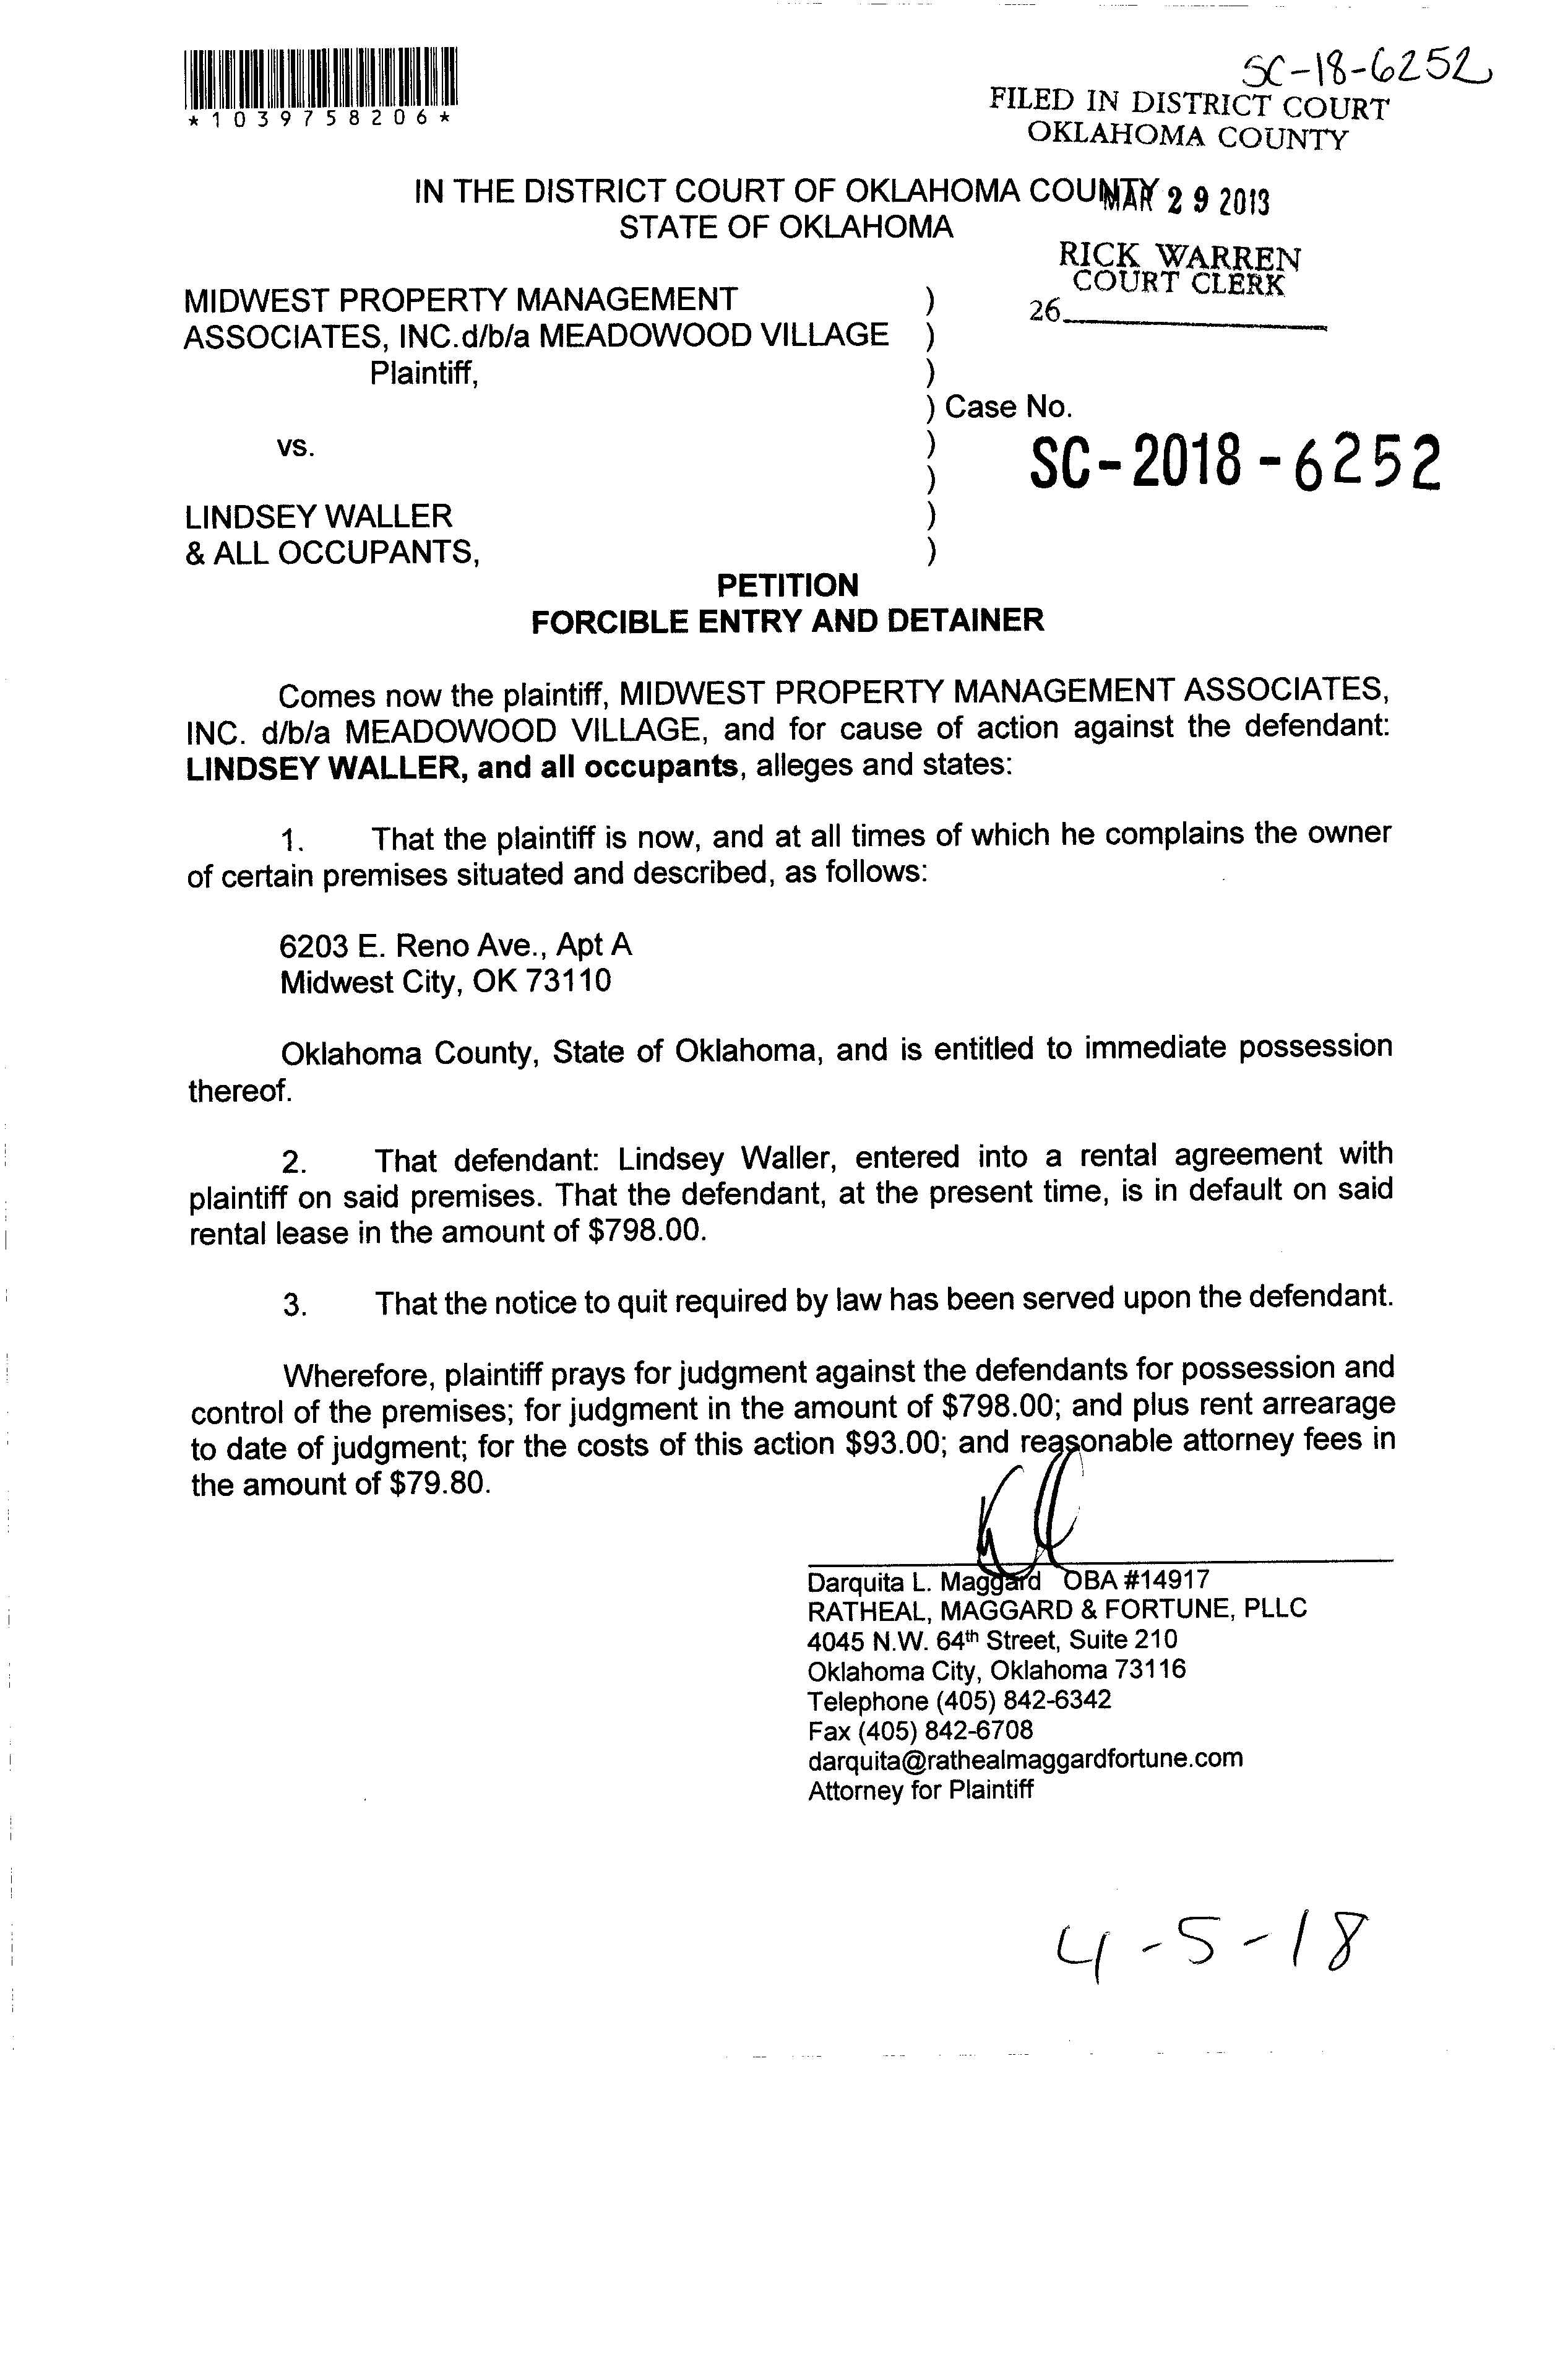 SC-18-6252
*1039758206*
FILED IN DISTRICT COURT
OKLAHOMA COUNTY
IN THE DISTRICT COURT OF OKLAHOMA COUNTY
MAR 29 2013
STATE OF OKLAHOMA
RICK WARREN
COURT CLERK
26
MIDWEST PROPERTY MANAGEMENT )
ASSOCIATES, INC.d/b/a MEADOWOOD VILLAGE )
Plaintiff, )
) Case No.
vs. )
) SC-2018-6252
LINDSEY WALLER )
& ALL OCCUPANTS, )
PETITION
FORCIBLE ENTRY AND DETAINER
Comes now the plaintiff, MIDWEST PROPERTY MANAGEMENT ASSOCIATES,
INC. d/b/a MEADOWOOD VILLAGE, and for cause of action against the defendant:
LINDSEY WALLER, and all occupants, alleges and states:
1. That the plaintiff is now, and at all times of which he complains the owner
of certain premises situated and described, as follows:
6203 E. Reno Ave., Apt A
Midwest City, OK 73110
Oklahoma County, State of Oklahoma, and is entitled to immediate possession
thereof.
2. That defendant: Lindsey Waller, entered into a rental agreement with
plaintiff on said premises. That the defendant, at the present time, is in default on said
rental lease in the amount of $798.00.
3. That the notice to quit required by law has been served upon the defendant.
Wherefore, plaintiff prays for judgment against the defendants for possession and
control of the premises; for judgment in the amount of $798.00; and plus rent arrearage
to date of judgment; for the costs of this action $93.00; and reasonable attorney fees in
the amount of $79.80.
Darquita L. Maggard OBA #14917
RATHEAL, MAGGARD & FORTUNE, PLLC
4045 N.W. 64th Street, Suite 210
Oklahoma City, Oklahoma 73116
Telephone (405) 842-6342
Fax (405) 842-6708
darquita@rathealmaggardfortune.com
Attorney for Plaintiff
4-5-18